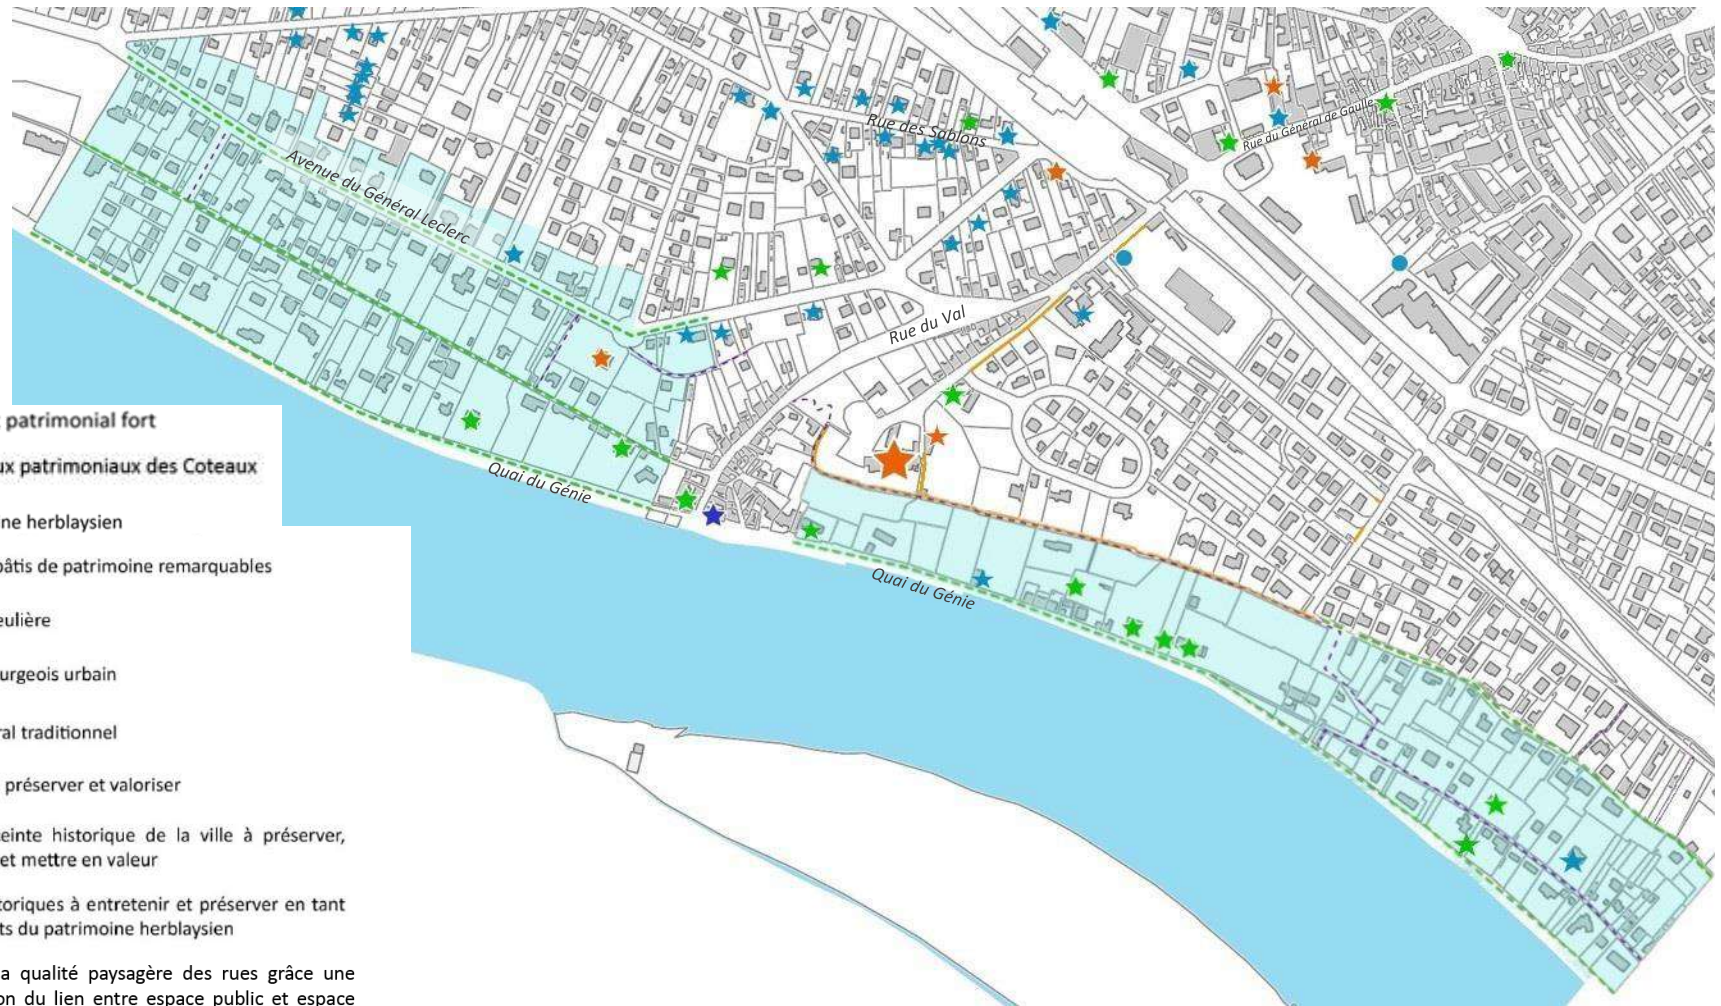 Rue des Sablons
Rue du Général de Gaulle
Avenue du Général Leclerc
Rue du Val
Quai du Génie
Quai du Génie
patrimonial fort
ux patrimoniaux des Coteaux
ne herblaysien
pâtis de patrimoine remarquables
eulière
urgeois urbain
al traditionnel
préserver et valoriser
einte historique de la ville à préserver,
et mettre en valeur
toriques à entretenir et préserver en tant
ts du patrimoine herblaysien
a qualité paysagère des rues grâce une
on du lien entre espace public et espace